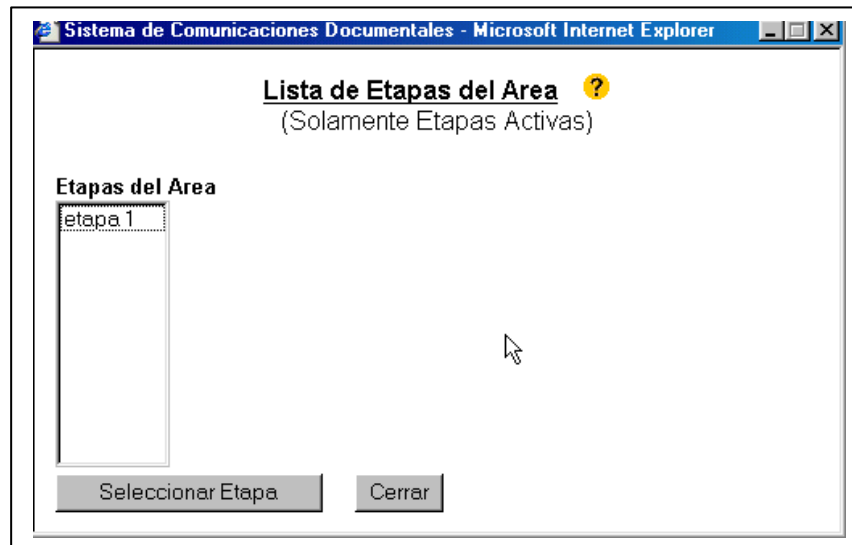 Sistema de Comunicaciones Documentales - Microsoft Internet Explorer
Lista de Etapas del Area ?
(Solamente Etapas Activas)
Etapas del Area
etapa 1
Seleccionar Etapa Cerrar